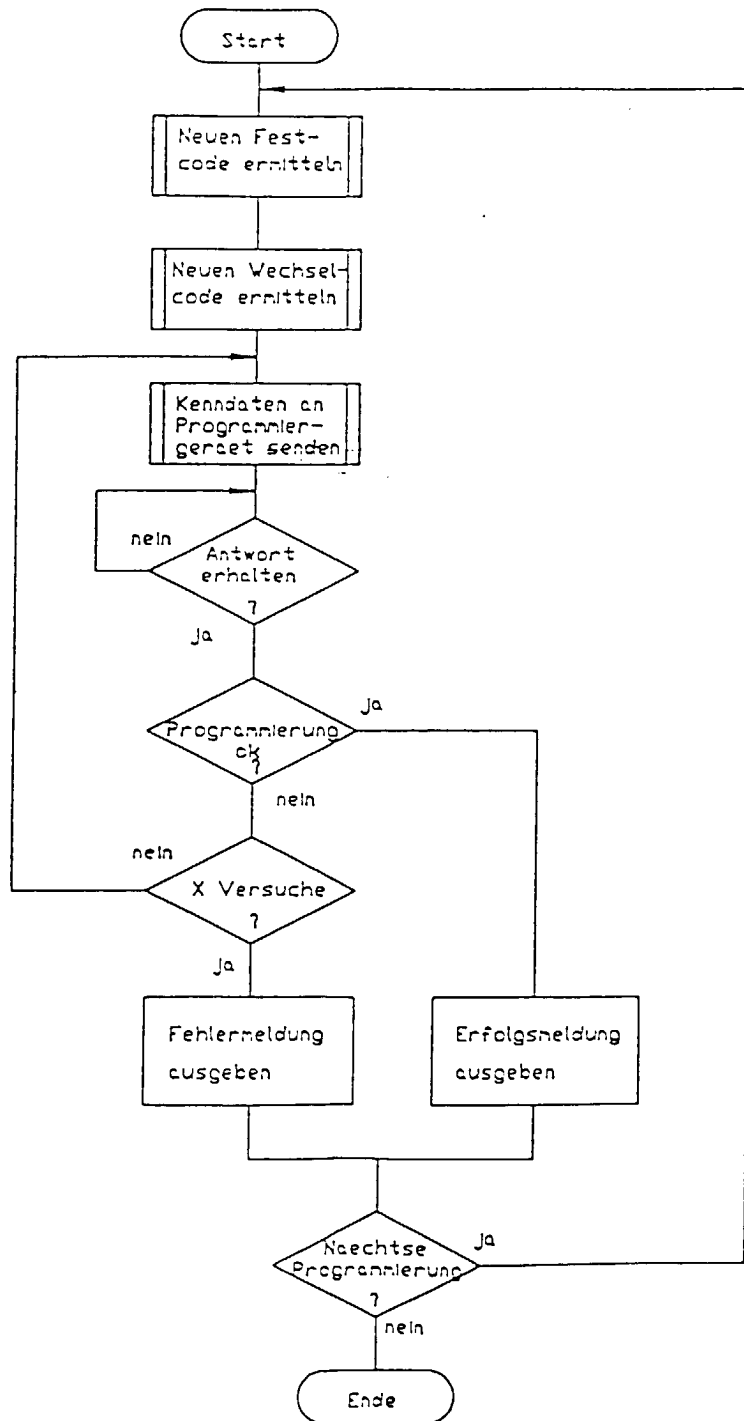 Start
Neuen Fest-
code ermitteln
Neuen Wechsel-
code ermitteln
Kenndaten an
Programmier-
geraet senden
nein
Antwort
erhalten
?
ja
Programmierung
ok
?
ja
nein
nein
X Versuche
?
ja
Fehlermeldung
ausgeben
Erfolgsmeldung
ausgeben
Naechtse
Programmierung
?
ja
nein
Ende